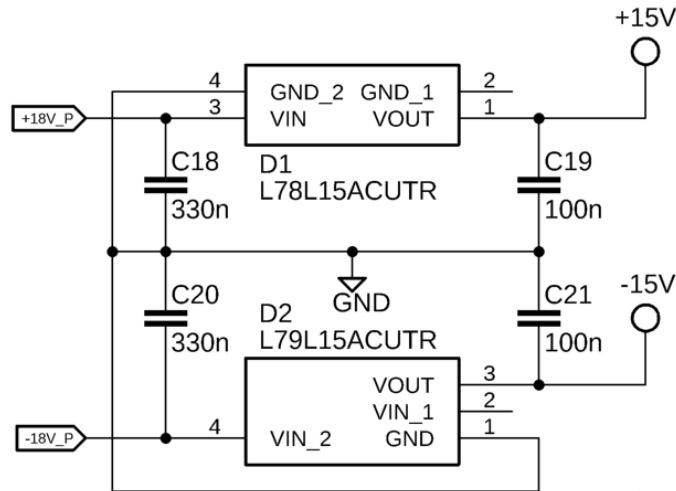 +15V
4
GND_2 GND_1
2
+18V_P
3
VIN VOUT
1
C18
330n
D1
L78L15ACUTR
C19
100n
GND
C20
330n
D2
L79L15ACUTR
C21
100n
-15V
VOUT
3
VIN_1
2
-18V_P
4
VIN_2 GND
1